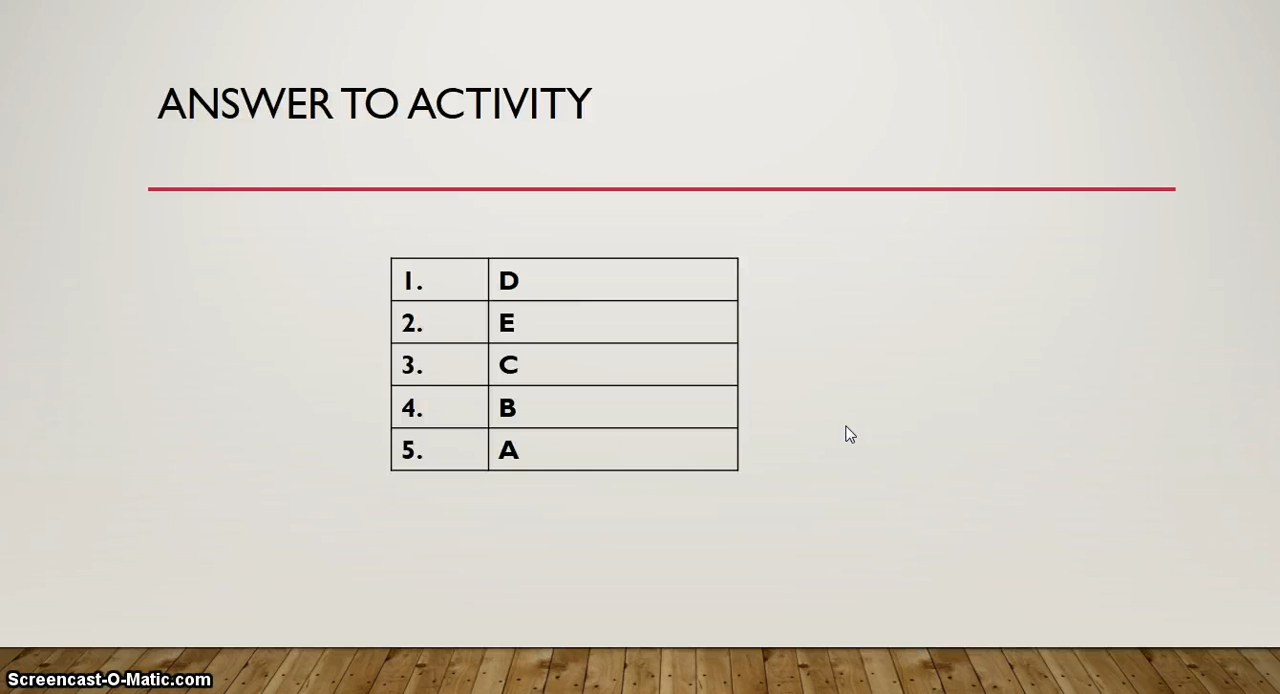 ANSWER TO ACTIVITY
1. D
2. E
3. C
4. B
5. A
Screencast-O-Matic.com